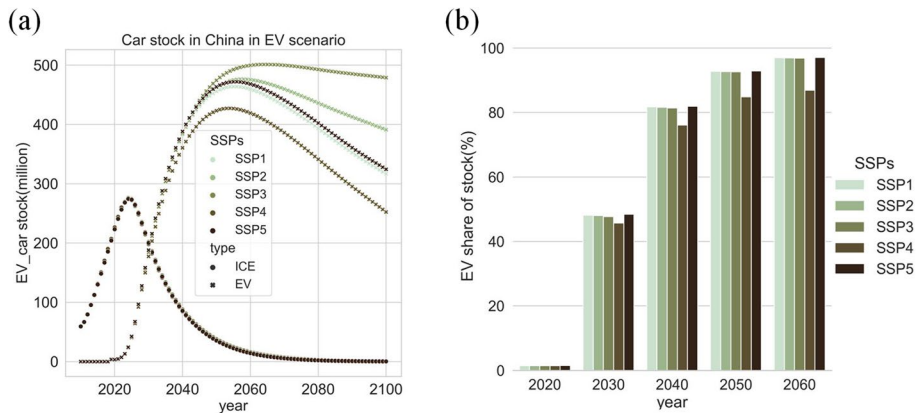 (a)
Car stock in China in EV scenario
EV_car stock(million)
500
400
300
200
100
0
SSPs
SSP1
SSP2
SSP3
SSP4
SSP5
type
ICE
EV
2020
2040
2060
2080
2100
year
(b)
EV share of stock(%)
100
80
60
40
20
0
2020
2030
2040
2050
2060
year
SSPs
SSP1
SSP2
SSP3
SSP4
SSP5